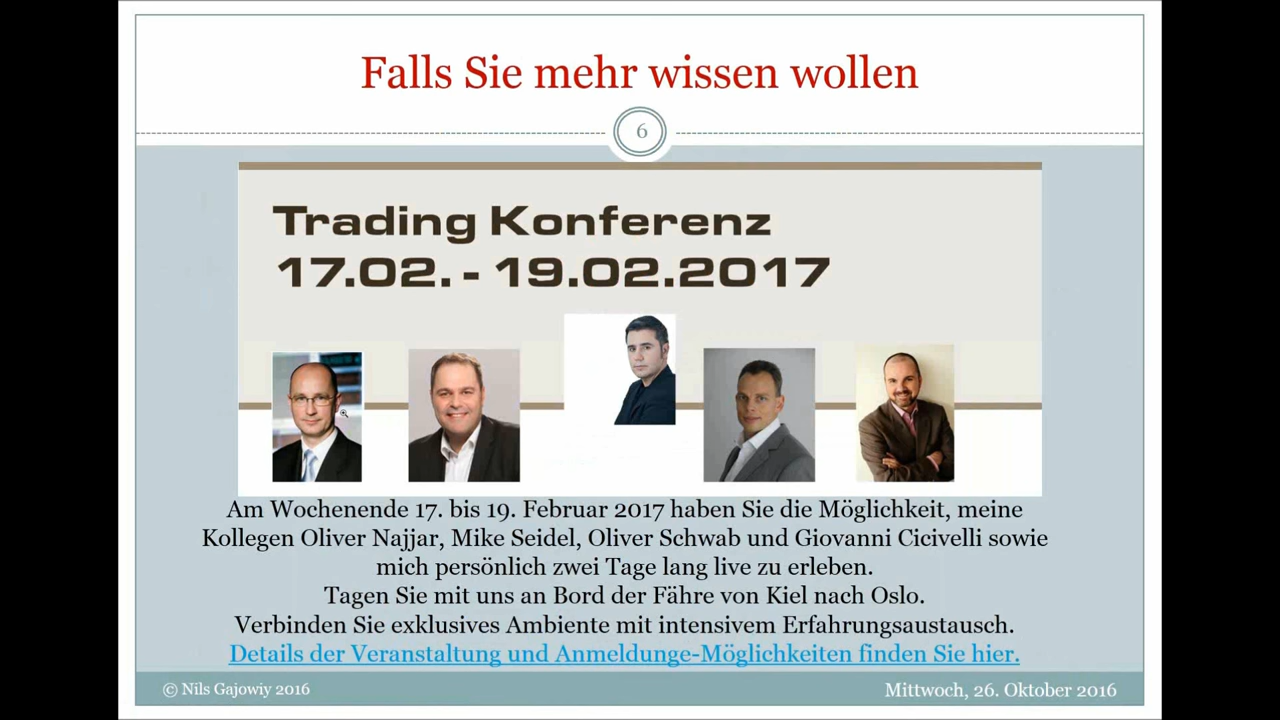 Falls Sie mehr wissen wollen
6
Trading Konferenz
17.02. - 19.02.2017
Am Wochenende 17. bis 19. Februar 2017 haben Sie die Möglichkeit, meine
Kollegen Oliver Najjar, Mike Seidel, Oliver Schwab und Giovanni Cicivelli sowie
mich persönlich zwei Tage lang live zu erleben.
Tagen Sie mit uns an Bord der Fähre von Kiel nach Oslo.
Verbinden Sie exklusives Ambiente mit intensivem Erfahrungsaustausch.
Details der Veranstaltung und Anmeldunge-Möglichkeiten finden Sie hier.
© Nils Gajowiy 2016
Mittwoch, 26. Oktober 2016